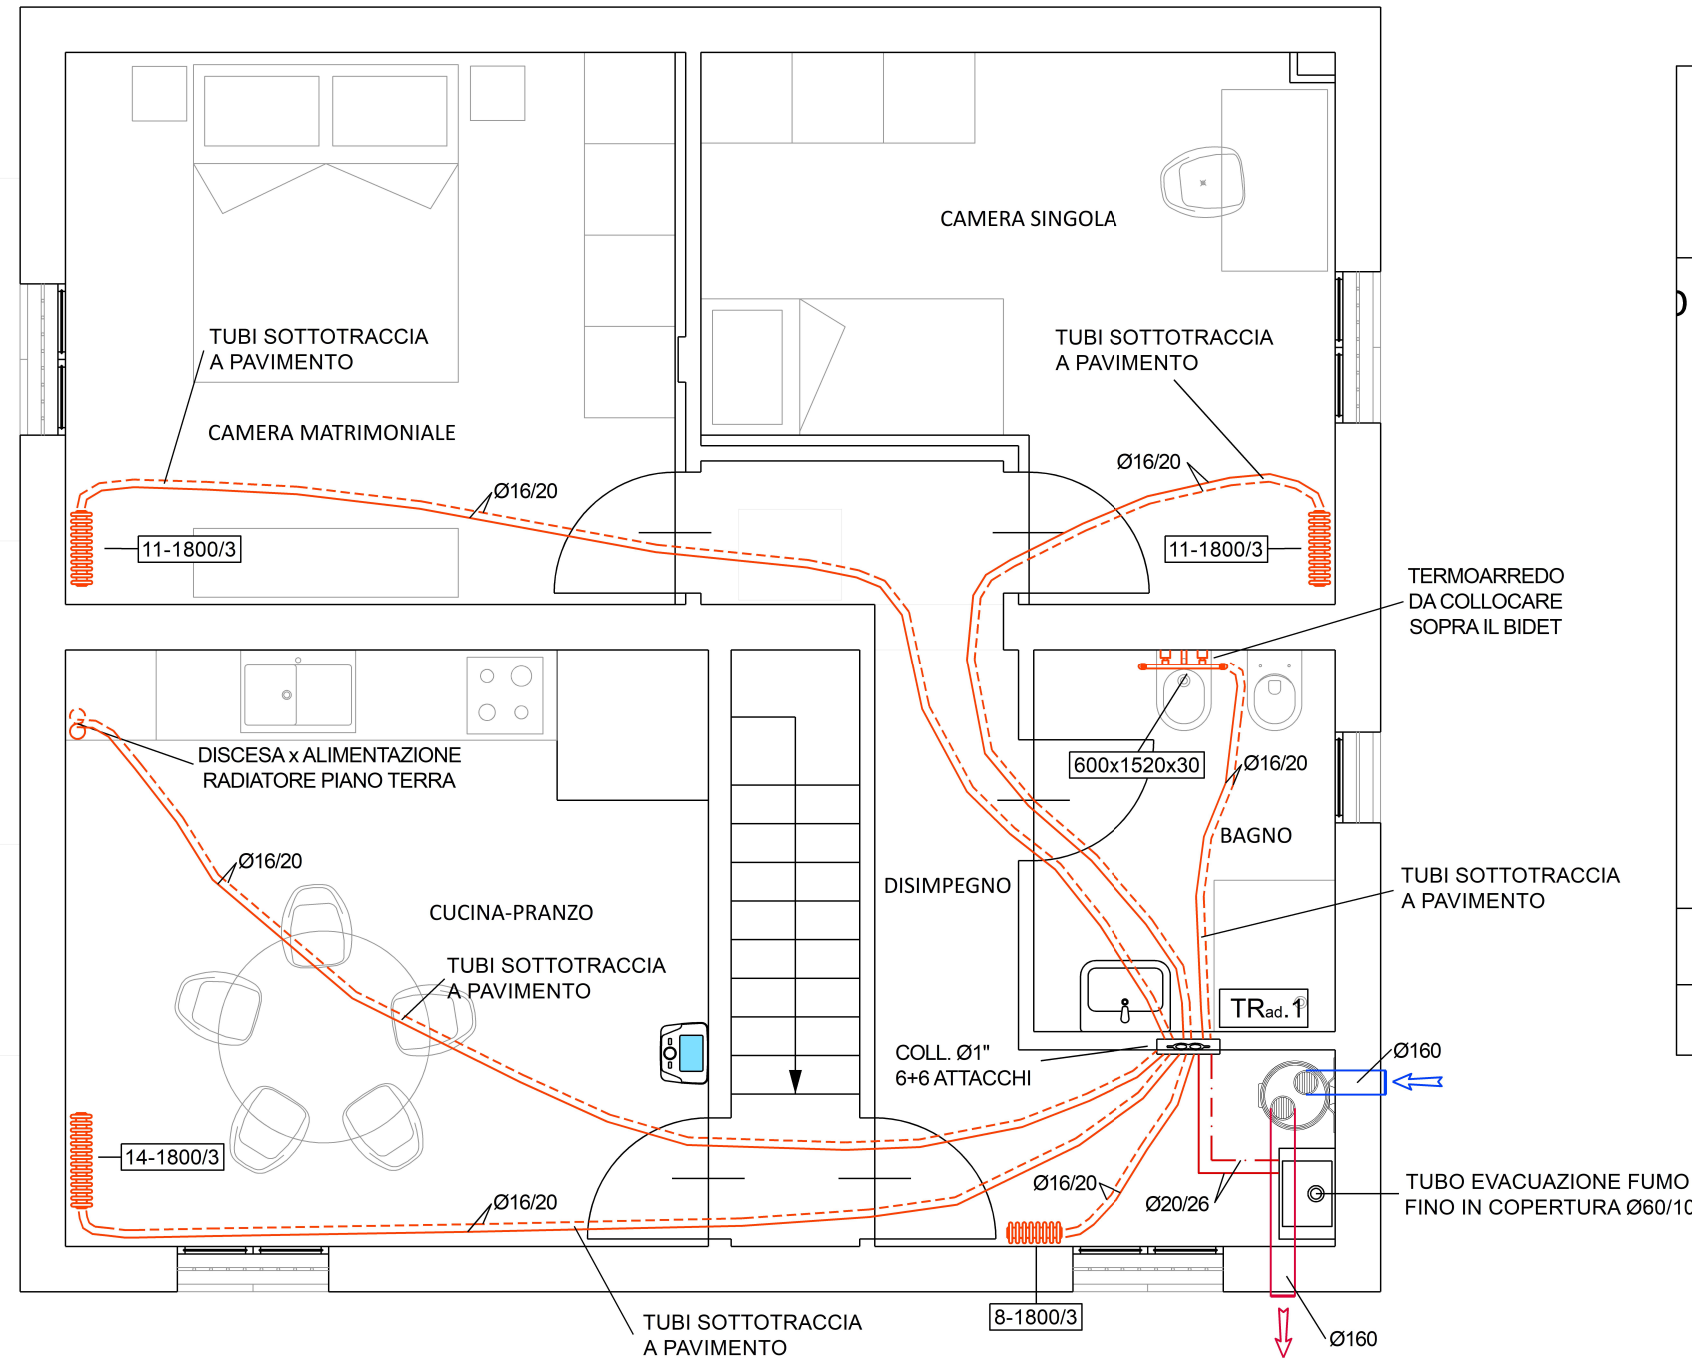 CAMERA SINGOLA
TUBI SOTTOTRACCIA
A PAVIMENTO
TUBI SOTTOTRACCIA
A PAVIMENTO
CAMERA MATRIMONIALE
Ø16/20
Ø16/20
11-1800/3
11-1800/3
TERMOARREDO
DA COLLOCARE
SOPRA IL BIDET
DISCESA x ALIMENTAZIONE
RADIATORE PIANO TERRA
600x1520x30
Ø16/20
BAGNO
Ø16/20
CUCINA-PRANZO
DISIMPEGNO
TUBI SOTTOTRACCIA
A PAVIMENTO
TUBI SOTTOTRACCIA
A PAVIMENTO
TRad.1
COLL. Ø1"
6+6 ATTACCHI
Ø160
14-1800/3
Ø16/20
Ø16/20
Ø20/26
TUBO EVACUAZIONE FUMO
FINO IN COPERTURA Ø60/10
8-1800/3
TUBI SOTTOTRACCIA
A PAVIMENTO
Ø160